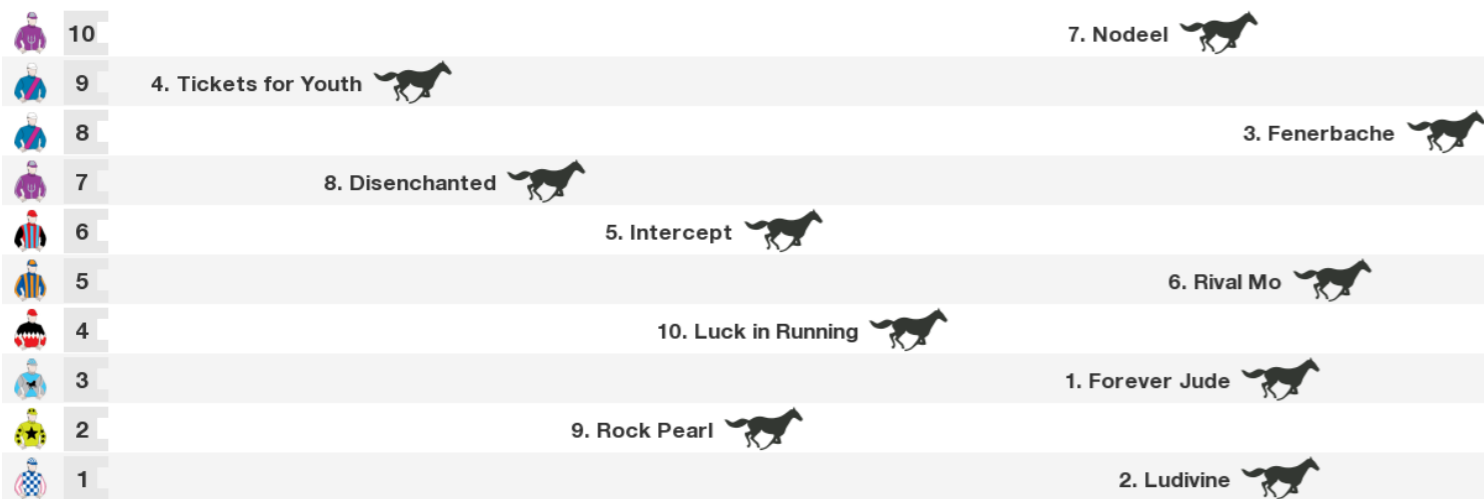 10 7. Nodeel
9 4. Tickets for Youth
8 3. Fenerbache
7 8. Disenchanted
6 5. Intercept
5 6. Rival Mo
4 10. Luck in Running
3 1. Forever Jude
2 9. Rock Pearl
1 2. Ludivine